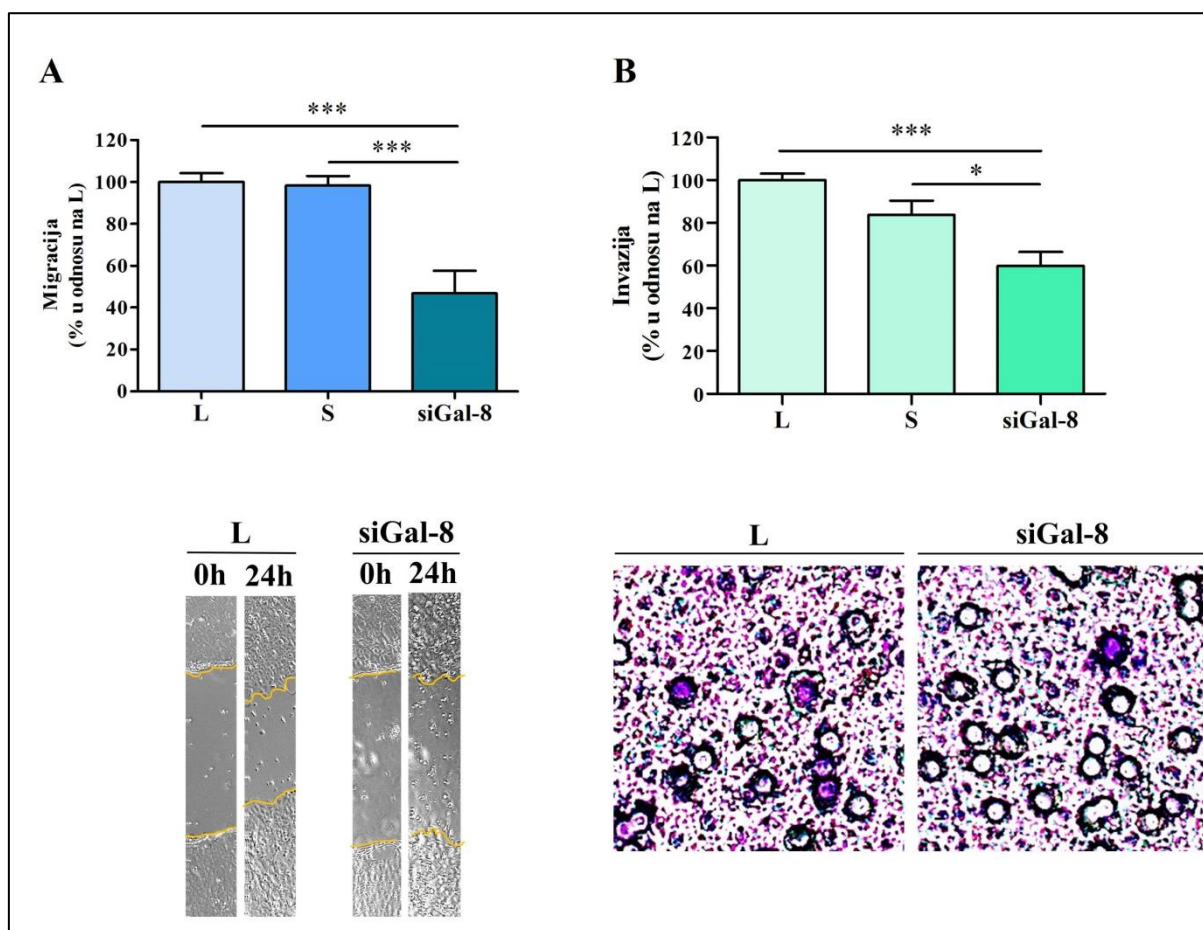 A
Migracija
(% u odnosu na L)
***
***
120
100
80
60
40
20
0
L
S
siGal-8
B
Invazija
(% u odnosu na L)
***
*
120
100
80
60
40
20
0
L
S
siGal-8
L
siGal-8
0h
24h
0h
24h
L
siGal-8